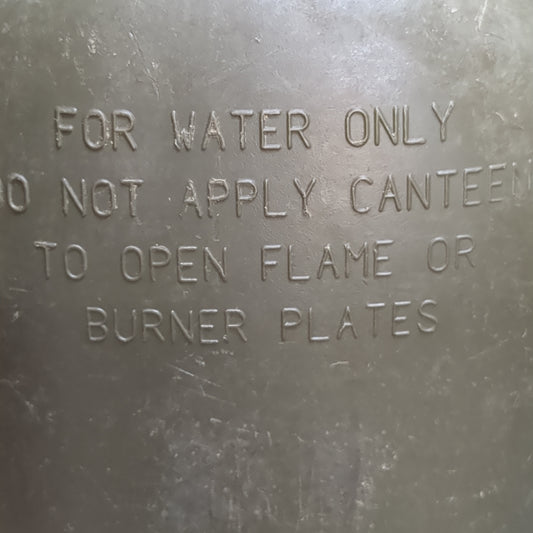 FOR WATER ONLY
DO NOT APPLY CANTEEN
TO OPEN FLAME OR
BURNER PLATES